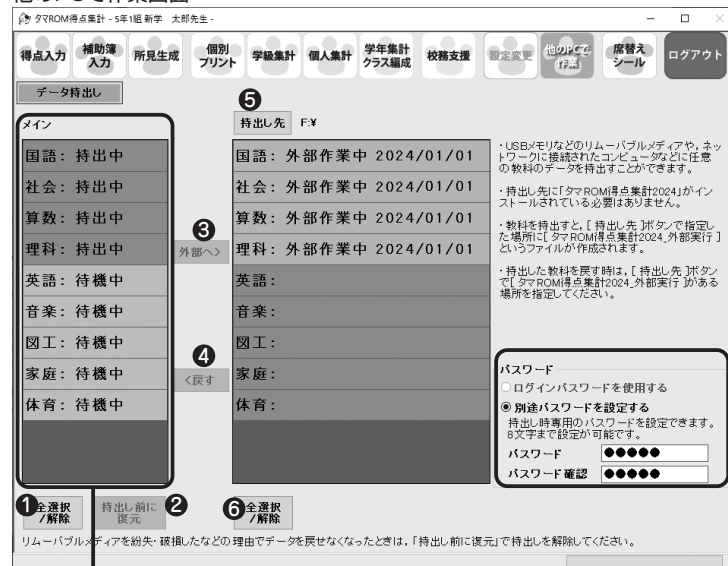 タマROM得点集計 - 5年1組 新学　太郎先生 -
得点入力
補助簿
入力
所見生成
個別
プリント
学級集計
個人集計
学年集計
クラス編成
校務支援
設定変更
他のPCで
作業
席替え
シール
ログアウト
データ持出し
メイン
国語: 持出中
社会: 持出中
算数: 持出中
理科: 持出中
英語: 待機中
音楽: 待機中
図工: 待機中
家庭: 待機中
体育: 待機中
❸
外部へ>
❹
<戻す
❺
持出し先　F:¥
国語: 外部作業中 2024/01/01
社会: 外部作業中 2024/01/01
算数: 外部作業中 2024/01/01
理科: 外部作業中 2024/01/01
英語:
音楽:
図工:
家庭:
体育:
・USBメモリなどのリムーバブルメディアや, ネッ
トワークに接続されたコンピュータなどに任意
の教科のデータを持出すことができます。
・持出し先に「タマROM得点集計2024」がイン
ストールされている必要はありません。
・教科を持出すと, [ 持出し先 ]ボタンで指定し
た場所に[ タマROM得点集計2024_外部実行 ]
というファイルが作成されます。
・持出した教科を戻す時は, [ 持出し先 ]ボタン
で[ タマROM得点集計2024_外部実行 ]がある
場所を指定してください。
パスワード
ログインパスワードを使用する
別途パスワードを設定する
持出し時専用のパスワードを設定できます。
8文字まで設定が可能です。
パスワード　●●●●●
パスワード確認　●●●●●
❶全選択
/解除
持出し前に
復元
❷
❻全選択
/解除
リムーバブルメディアを紛失・破損したなどの理由でデータを戻せなくなったときは,「持出し前に復元」で持出しを解除してください。